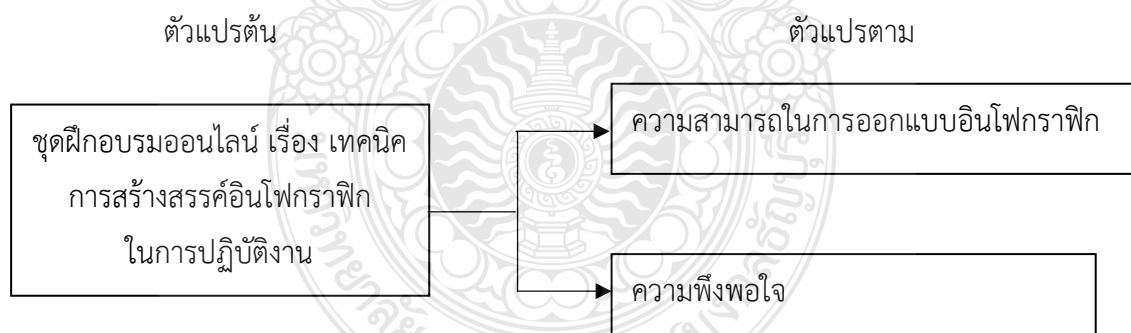 ตัวแปรต้น
ตัวแปรตาม
ชุดฝึกอบรมออนไลน์ เรื่อง เทคนิค
การสร้างสรรค์อินโฟกราฟิก
ในการปฏิบัติงาน
ความสามารถในการออกแบบอินโฟกราฟิก
ความพึงพอใจ